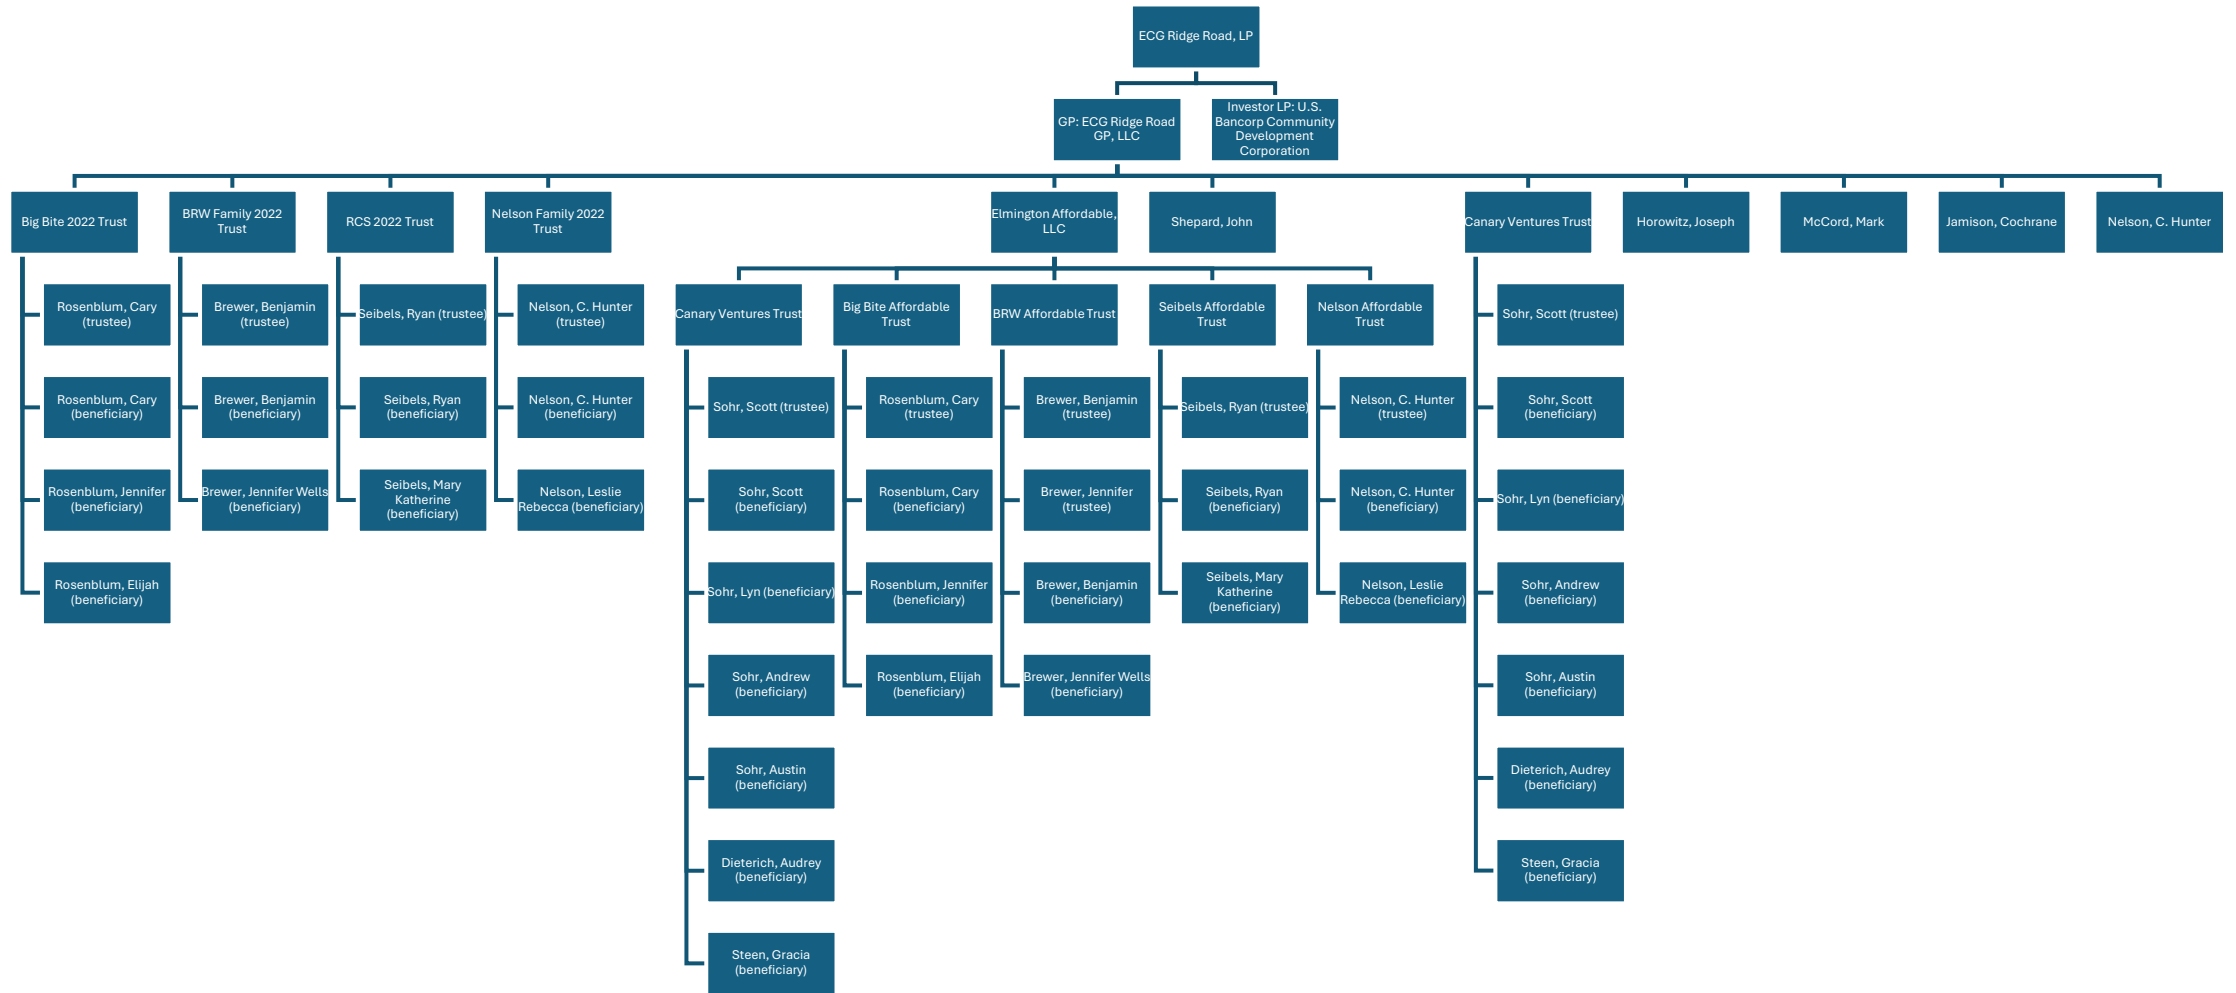 ECG Ridge Road, LP
GP: ECG Ridge Road
GP, LLC
Investor LP: U.S.
Bancorp Community
Development
Corporation
Big Bite 2022 Trust
BRW Family 2022
Trust
RCS 2022 Trust
Nelson Family 2022
Trust
Elmington Affordable,
LLC
Shepard, John
Canary Ventures Trust
Horowitz, Joseph
McCord, Mark
Jamison, Cochrane
Nelson, C. Hunter
Rosenblum, Cary
(trustee)
Rosenblum, Cary
(beneficiary)
Rosenblum, Jennifer
(beneficiary)
Rosenblum, Elijah
(beneficiary)
Brewer, Benjamin
(trustee)
Brewer, Benjamin
(beneficiary)
Brewer, Jennifer Wells
(beneficiary)
Seibels, Ryan (trustee)
Seibels, Ryan
(beneficiary)
Seibels, Mary
Katherine
(beneficiary)
Nelson, C. Hunter
(trustee)
Nelson, C. Hunter
(beneficiary)
Nelson, Leslie
Rebecca (beneficiary)
Canary Ventures Trust
Sohr, Scott (trustee)
Sohr, Scott
(beneficiary)
Sohr, Lyn (beneficiary)
Sohr, Andrew
(beneficiary)
Sohr, Austin
(beneficiary)
Dieterich, Audrey
(beneficiary)
Steen, Gracia
(beneficiary)
Big Bite Affordable
Trust
Rosenblum, Cary
(trustee)
Rosenblum, Cary
(beneficiary)
Rosenblum, Jennifer
(beneficiary)
Rosenblum, Elijah
(beneficiary)
BRW Affordable Trust
Brewer, Benjamin
(trustee)
Brewer, Jennifer
(trustee)
Brewer, Benjamin
(beneficiary)
Brewer, Jennifer Wells
(beneficiary)
Seibels Affordable
Trust
Seibels, Ryan (trustee)
Seibels, Ryan
(beneficiary)
Seibels, Mary
Katherine
(beneficiary)
Nelson Affordable
Trust
Nelson, C. Hunter
(trustee)
Nelson, C. Hunter
(beneficiary)
Nelson, Leslie
Rebecca (beneficiary)
Sohr, Scott (trustee)
Sohr, Scott
(beneficiary)
Sohr, Lyn (beneficiary)
Sohr, Andrew
(beneficiary)
Sohr, Austin
(beneficiary)
Dieterich, Audrey
(beneficiary)
Steen, Gracia
(beneficiary)